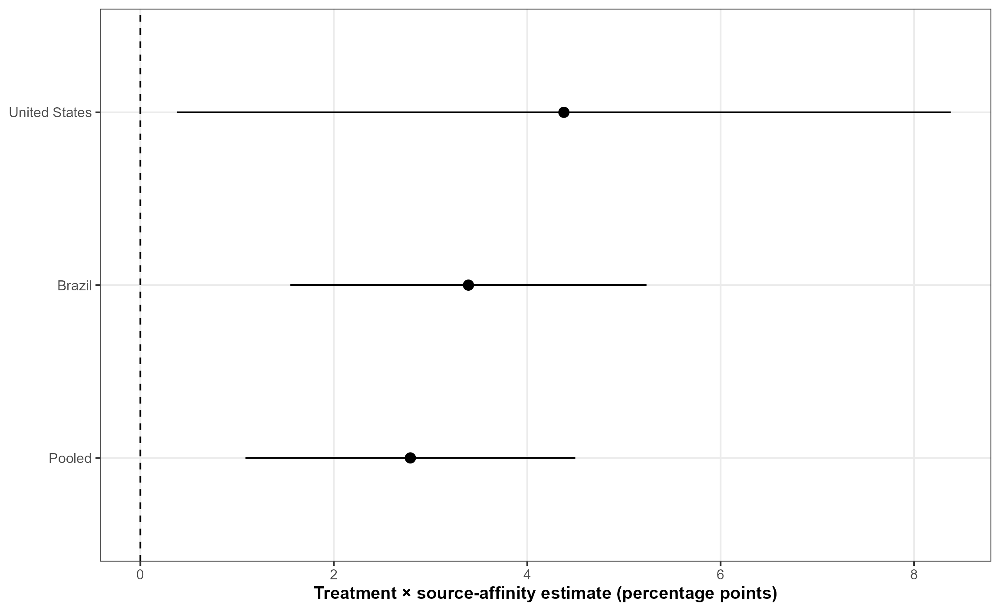 United States
Brazil
Pooled
0 2 4 6 8
Treatment × source-affinity estimate (percentage points)